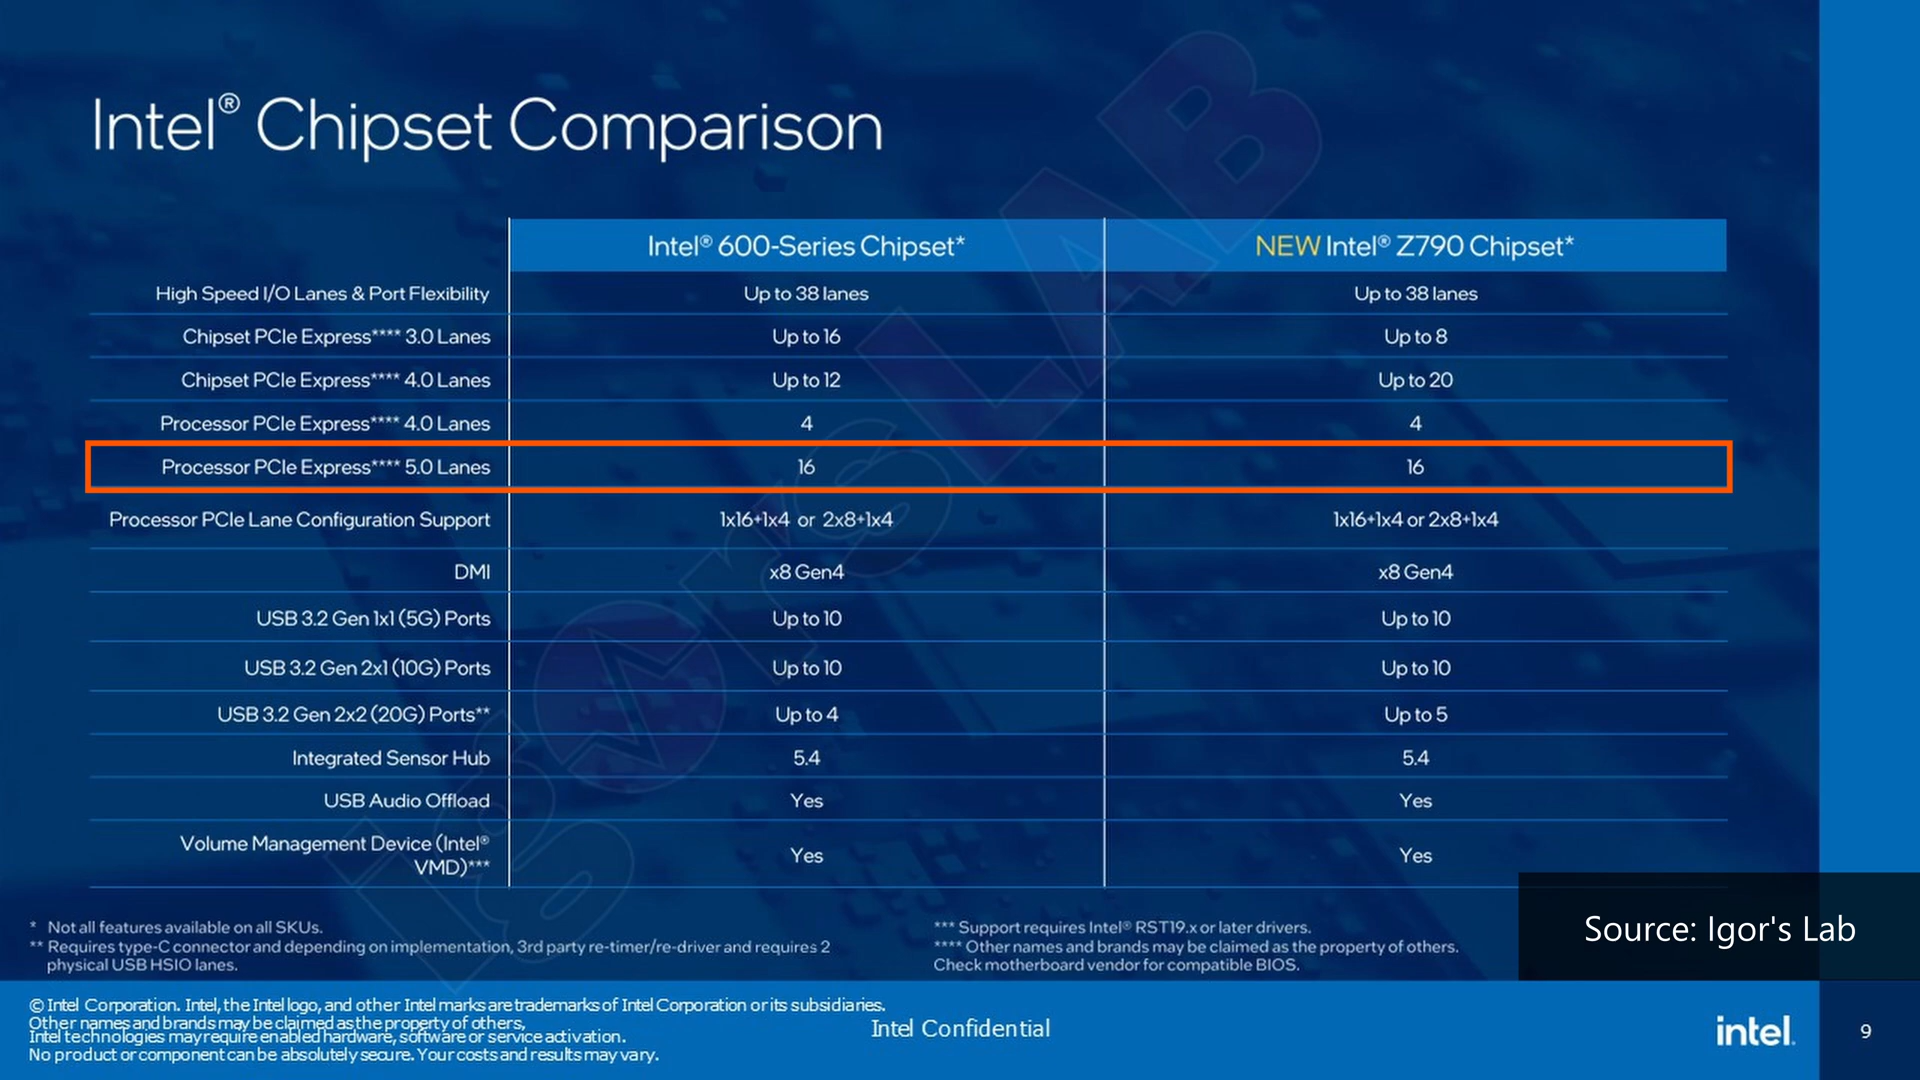 Intel® Chipset Comparison
Intel® 600-Series Chipset* NEW Intel® Z790 Chipset*
High Speed I/O Lanes & Port Flexibility Up to 38 lanes Up to 38 lanes
Chipset PCIe Express**** 3.0 Lanes Up to 16 Up to 8
Chipset PCIe Express**** 4.0 Lanes Up to 12 Up to 20
Processor PCIe Express**** 4.0 Lanes 4 4
Processor PCIe Express**** 5.0 Lanes 16 16
Processor PCIe Lane Configuration Support 1x16+1x4 or 2x8+1x4 1x16+1x4 or 2x8+1x4
DMI x8 Gen4 x8 Gen4
USB 3.2 Gen 1x1 (5G) Ports Up to 10 Up to 10
USB 3.2 Gen 2x1 (10G) Ports Up to 10 Up to 10
USB 3.2 Gen 2x2 (20G) Ports** Up to 4 Up to 5
Integrated Sensor Hub 5.4 5.4
USB Audio Offload Yes Yes
Volume Management Device (Intel®
VMD)*** Yes Yes
* Not all features available on all SKUs.
** Requires type-C connector and depending on implementation, 3rd party re-timer/re-driver and requires 2
physical USB HSIO lanes.
*** Support requires Intel® RST19.x or later drivers.
**** Other names and brands may be claimed as the property of others.
Check motherboard vendor for compatible BIOS.
Source: Igor's Lab
© Intel Corporation. Intel, the Intel logo, and other Intel marks are trademarks of Intel Corporation or its subsidiaries.
Other names and brands may be claimed as the property of others,
Intel technologies may require enabled hardware, software or service activation.
No product or component can be absolutely secure. Your costs and results may vary.
Intel Confidential
intel.
9
igorsLAB